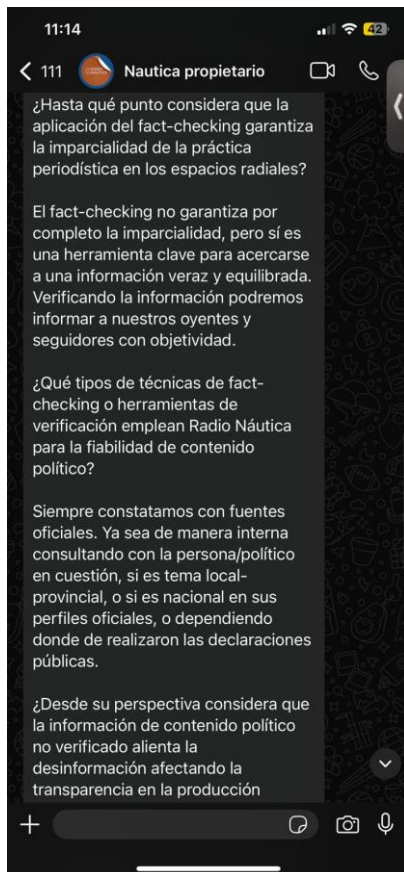 11:14
42
111
Nautica propietario
¿Hasta qué punto considera que la
aplicación del fact-checking garantiza
la imparcialidad de la práctica
periodística en los espacios radiales?
El fact-checking no garantiza por
completo la imparcialidad, pero sí es
una herramienta clave para acercarse
a una información veraz y equilibrada.
Verificando la información podremos
informar a nuestros oyentes y
seguidores con objetividad.
¿Qué tipos de técnicas de fact-
checking o herramientas de
verificación emplean Radio Náutica
para la fiabilidad de contenido
político?
Siempre constatamos con fuentes
oficiales. Ya sea de manera interna
consultando con la persona/político
en cuestión, si es tema local-
provincial, o si es nacional en sus
perfiles oficiales, o dependiendo
donde de realizaron las declaraciones
públicas.
¿Desde su perspectiva considera que
la información de contenido político
no verificado alienta la
desinformación afectando la
transparencia en la producción